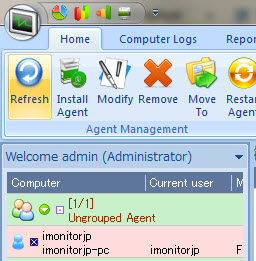 Home Computer Logs Repor
Refresh Install Agent Modify Remove Move To Restar Agen
Agent Management
Welcome admin (Administrator)
Computer Current user M
[1/1]
Ungrouped Agent
imonitorjp
imonitorjp-pc imonitorjp F